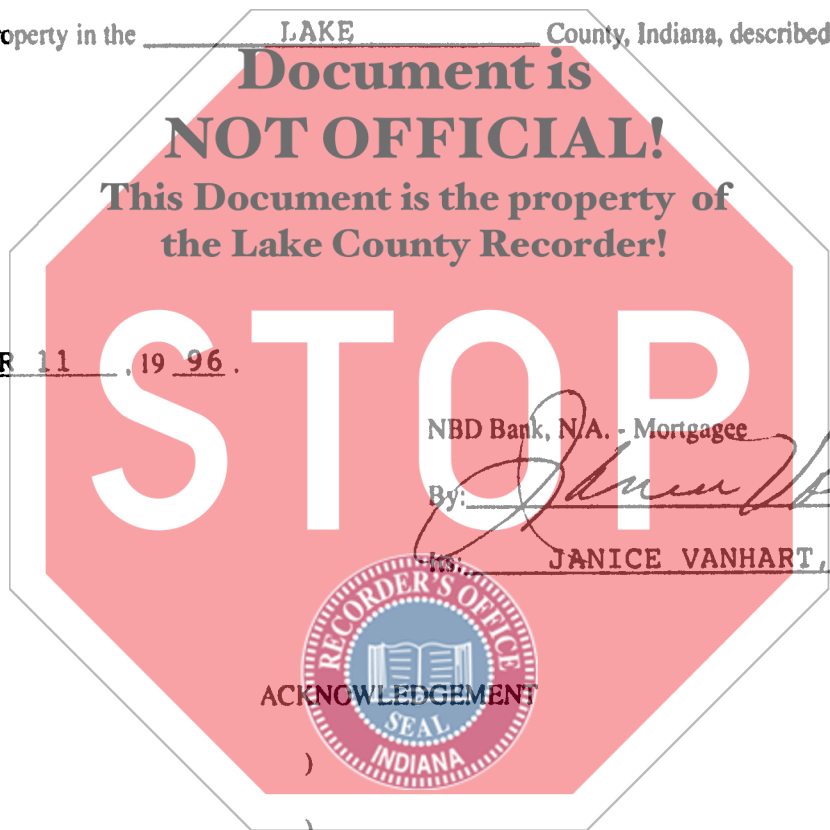 operty in the LAKE County, Indiana, described
Document is
NOT OFFICIAL!
This Document is the property of
the Lake County Recorder!
STOP
R 11 , 19 96 .
NBD Bank, N.A. - Mortgagee
By:
Its: JANICE VANHART,
RECORDER'S OFFICE
ACKNOWLEDGEMENT
SEAL
INDIANA
)
)